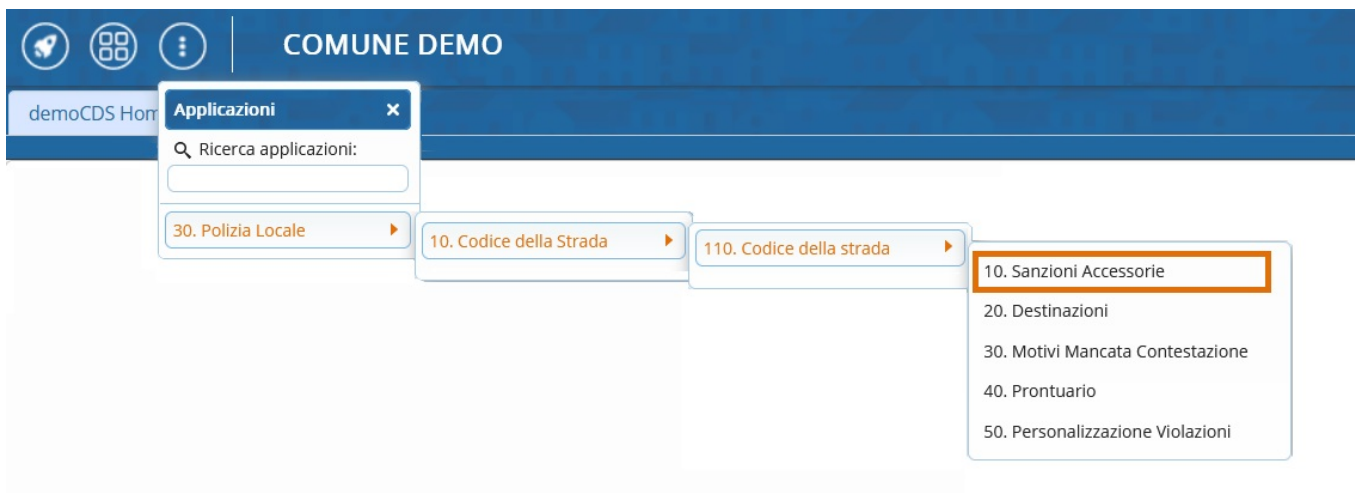 COMUNE DEMO
demoCDS Hom
Applicazioni
Ricerca applicazioni:
30. Polizia Locale
10. Codice della Strada
110. Codice della strada
10. Sanzioni Accessorie
20. Destinazioni
30. Motivi Mancata Contestazione
40. Prontuario
50. Personalizzazione Violazioni